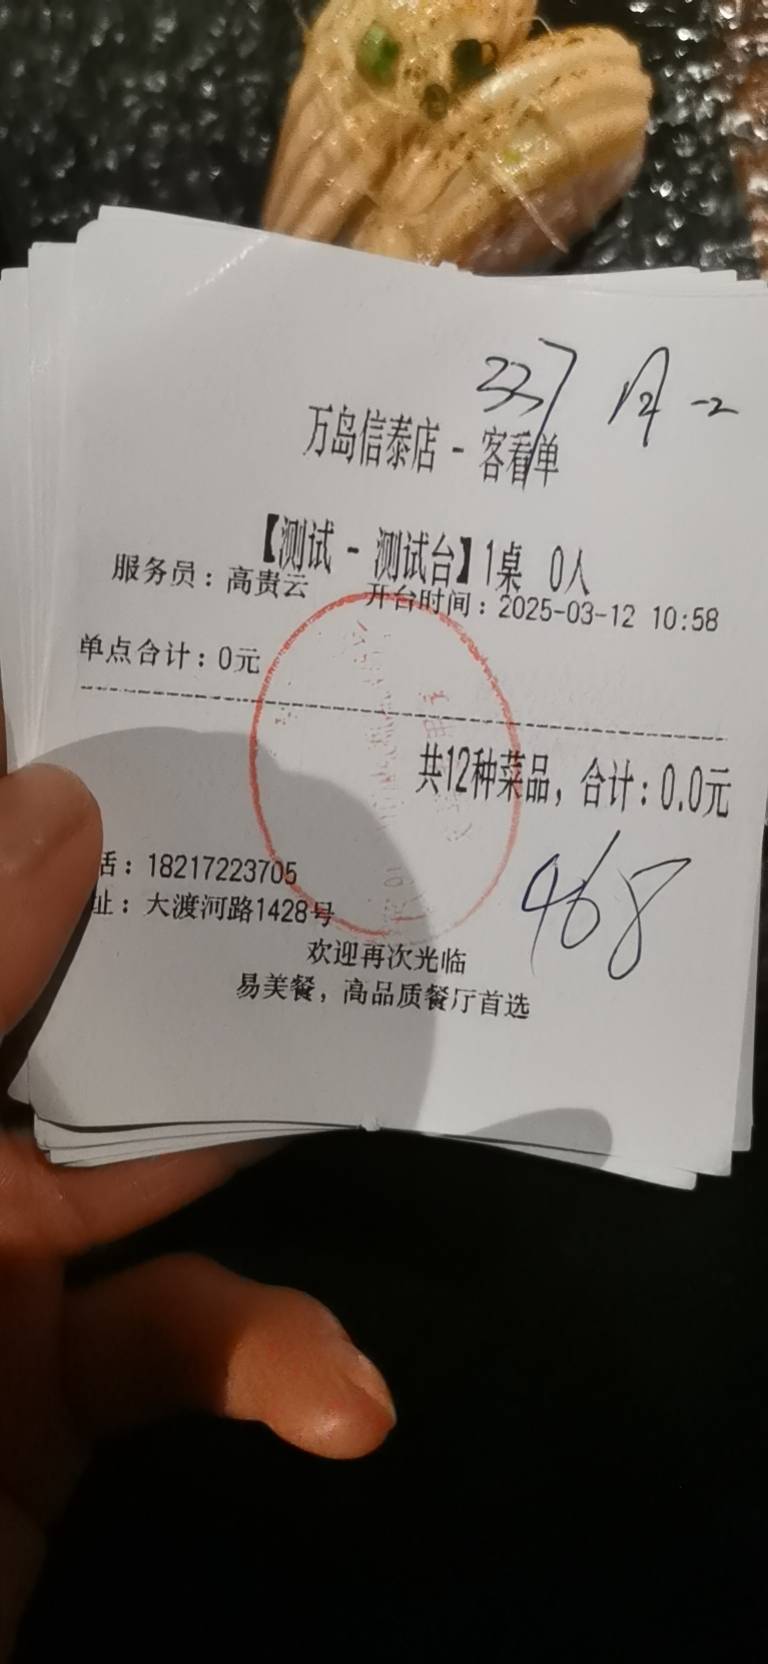 337 月-2
万岛信泰店 - 客看单
【测试 - 测试台】1桌 0人
服务员：高贵云 开台时间：2025-03-12 10:58
单点合计：0元
共12种菜品，合计：0.0元
468
话：18217223705
址：大渡河路1428号
欢迎再次光临
易美餐，高品质餐厅首选